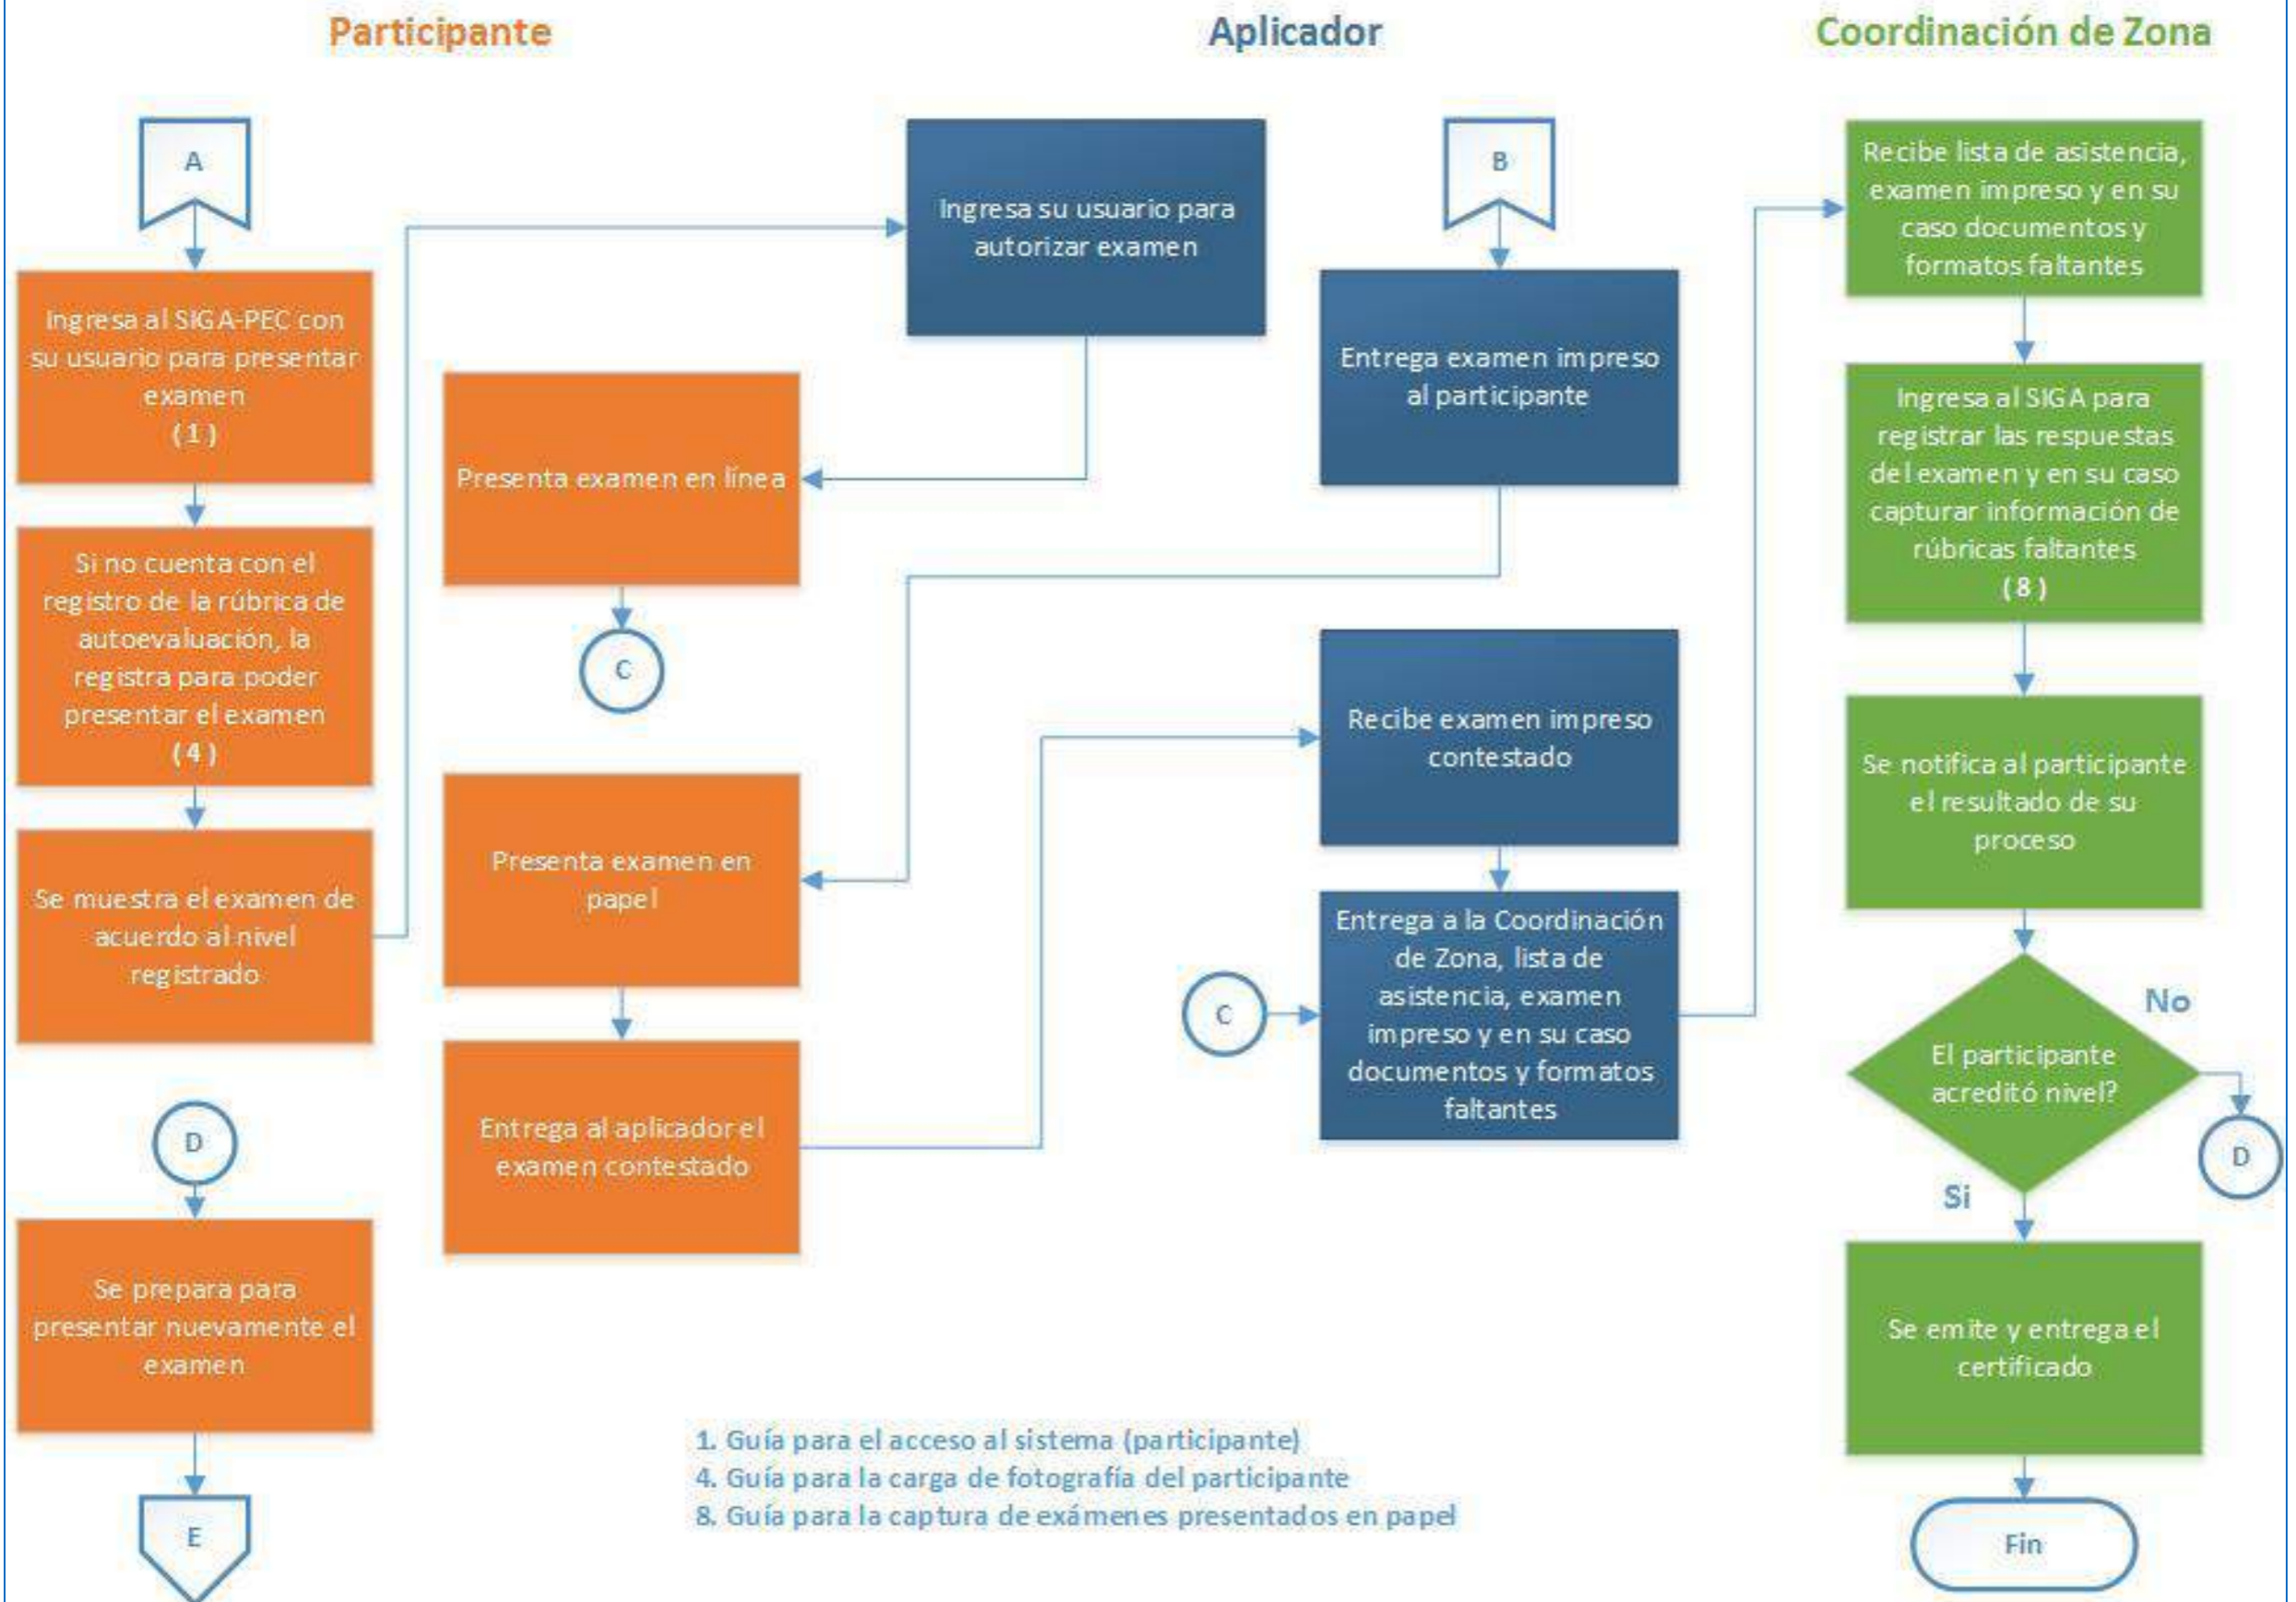 Participante
Aplicador
Coordinación de Zona
A
Ingresa al SIGA-PEC con
su usuario para presentar
examen
(1)
Si no cuenta con el
registro de la rúbrica de
autoevaluación, la
registra para poder
presentar el examen
(4)
Se muestra el examen de
acuerdo al nivel
registrado
D
Se prepara para
presentar nuevamente el
examen
E
Presenta examen en línea
C
Presenta examen en
papel
Entrega al aplicador el
examen contestado
Ingresa su usuario para
autorizar examen
B
Entrega examen impreso
al participante
Recibe examen impreso
contestado
C
Entrega a la Coordinación
de Zona, lista de
asistencia, examen
impreso y en su caso
documentos y formatos
faltantes
Recibe lista de asistencia,
examen impreso y en su
caso documentos y
formatos faltantes
Ingresa al SIGA para
registrar las respuestas
del examen y en su caso
capturar información de
rúbricas faltantes
(8)
Se notifica al participante
el resultado de su
proceso
El participante
acreditó nivel?
No
D
Si
Se emite y entrega el
certificado
Fin
1. Guía para el acceso al sistema (participante)
4. Guía para la carga de fotografía del participante
8. Guía para la captura de exámenes presentados en papel